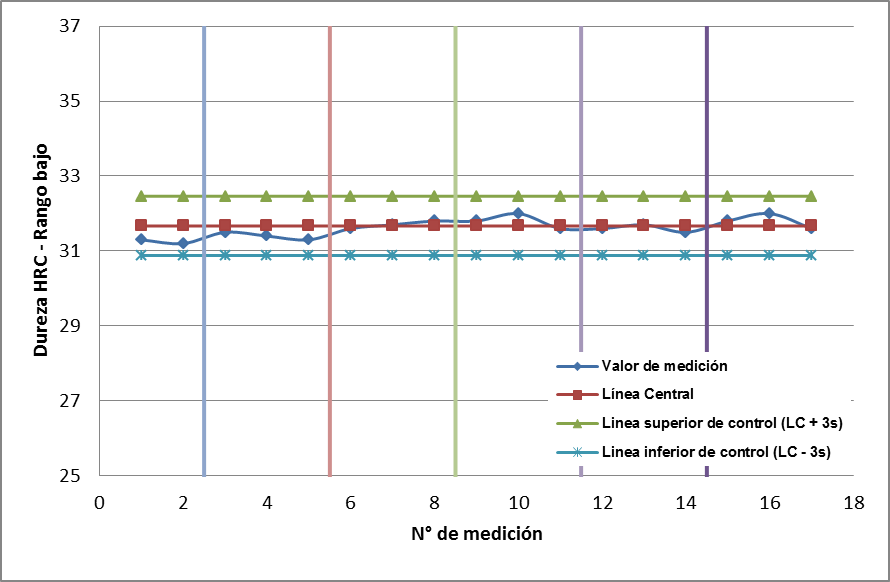 37
35
33
31
29
27
25
Dureza HRC - Rango bajo
Valor de medición
Línea Central
Linea superior de control (LC + 3s)
Linea inferior de control (LC - 3s)
0 2 4 6 8 10 12 14 16 18
N° de medición